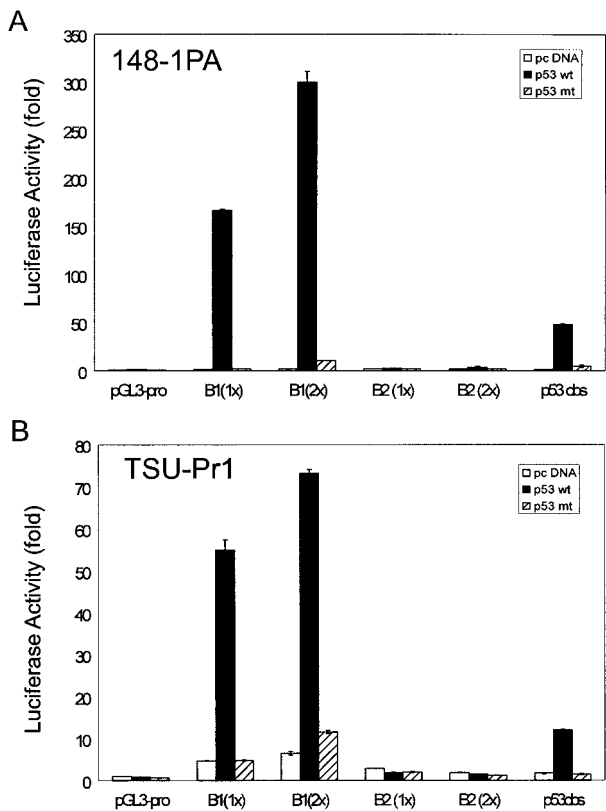 A
148-1PA
Luciferase Activity (fold)
350
300
250
200
150
100
50
0
pc DNA
p53 wt
p53 mt
pGL3-pro B1(1x) B1(2x) B2 (1x) B2 (2x) p53 cbs
B
TSU-Pr1
Luciferase Activity (fold)
80
70
60
50
40
30
20
10
0
pc DNA
p53 wt
p53 mt
pGL3-pro B1(1x) B1(2x) B2 (1x) B2 (2x) p53cbs